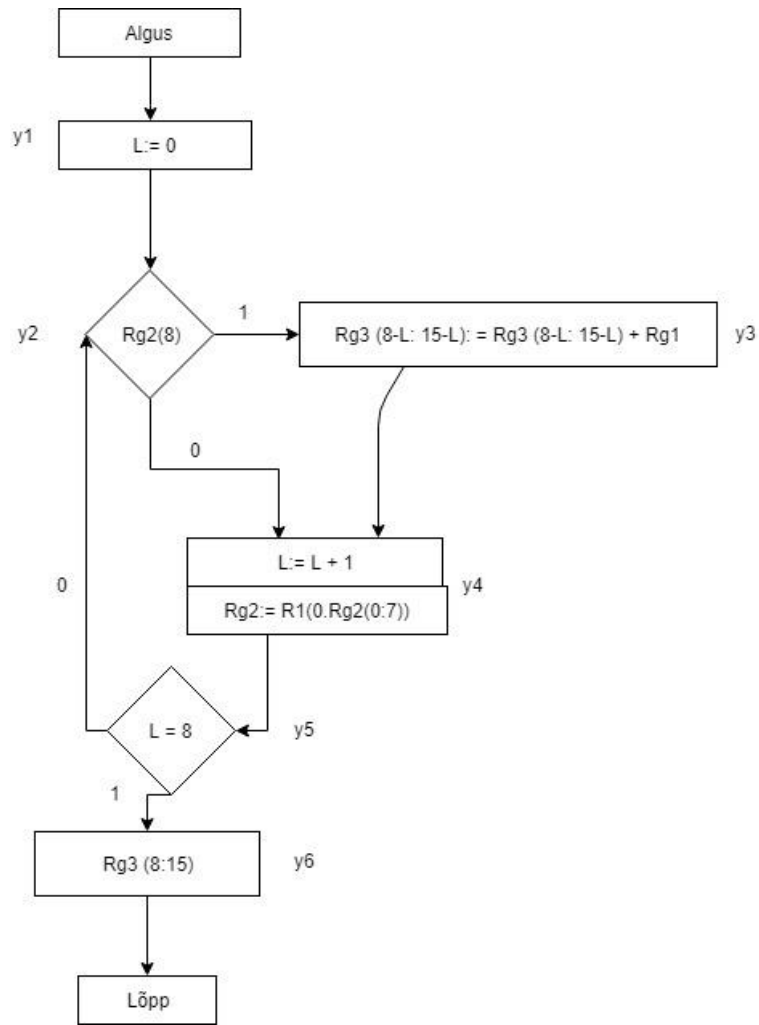 Algus
y1
L:= 0
y2
Rg2(8)
1
Rg3 (8-L: 15-L): = Rg3 (8-L: 15-L) + Rg1
y3
0
L:= L + 1
0
y4
Rg2:= R1(0.Rg2(0:7))
L = 8
y5
1
Rg3 (8:15)
y6
Lõpp